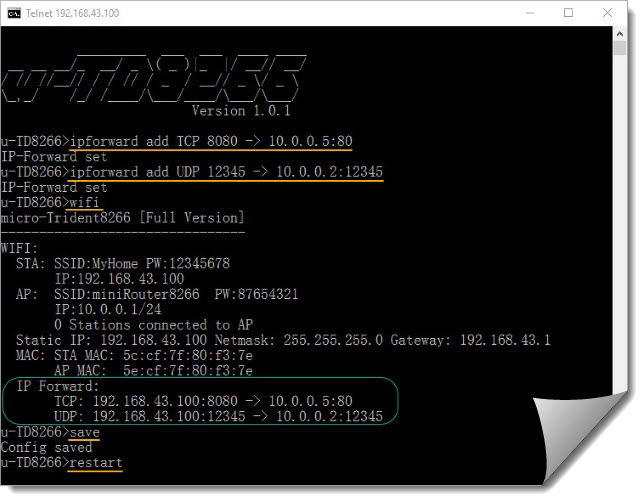 Telnet 192.168.43.100
u-TD8266
Version 1.0.1
u-TD8266>ipforward add TCP 8080 -> 10.0.0.5:80
IP-Forward set
u-TD8266>ipforward add UDP 12345 -> 10.0.0.2:12345
IP-Forward set
u-TD8266>wifi
micro-Trident8266 [Full Version]
--------------------------------
WIFI:
STA: SSID:MyHome PW:12345678
IP:192.168.43.100
AP: SSID:miniRouter8266 PW:87654321
IP:10.0.0.1/24
0 Stations connected to AP
Static IP: 192.168.43.100 Netmask: 255.255.255.0 Gateway: 192.168.43.1
MAC: STA MAC: 5c:cf:7f:80:f3:7e
AP MAC: 5e:cf:7f:80:f3:7e
IP Forward:
TCP: 192.168.43.100:8080 -> 10.0.0.5:80
UDP: 192.168.43.100:12345 -> 10.0.0.2:12345
u-TD8266>save
Config saved
u-TD8266>restart